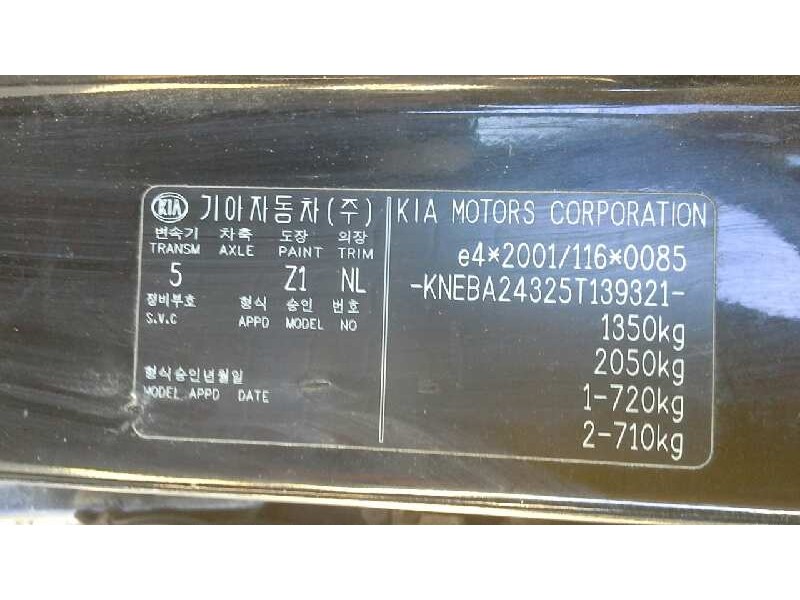 KIA 기아자동차(주)
변속기 차축 도장 의장
TRANSM AXLE PAINT TRIM
5 Z1 NL
정비부호 형식 승인 번호
S.V.C APPD MODEL NO
형식승인년월일
MODEL APPD DATE
KIA MOTORS CORPORATION
e4*2001/116*0085
-KNEBA24325T139321-
1350kg
2050kg
1-720kg
2-710kg